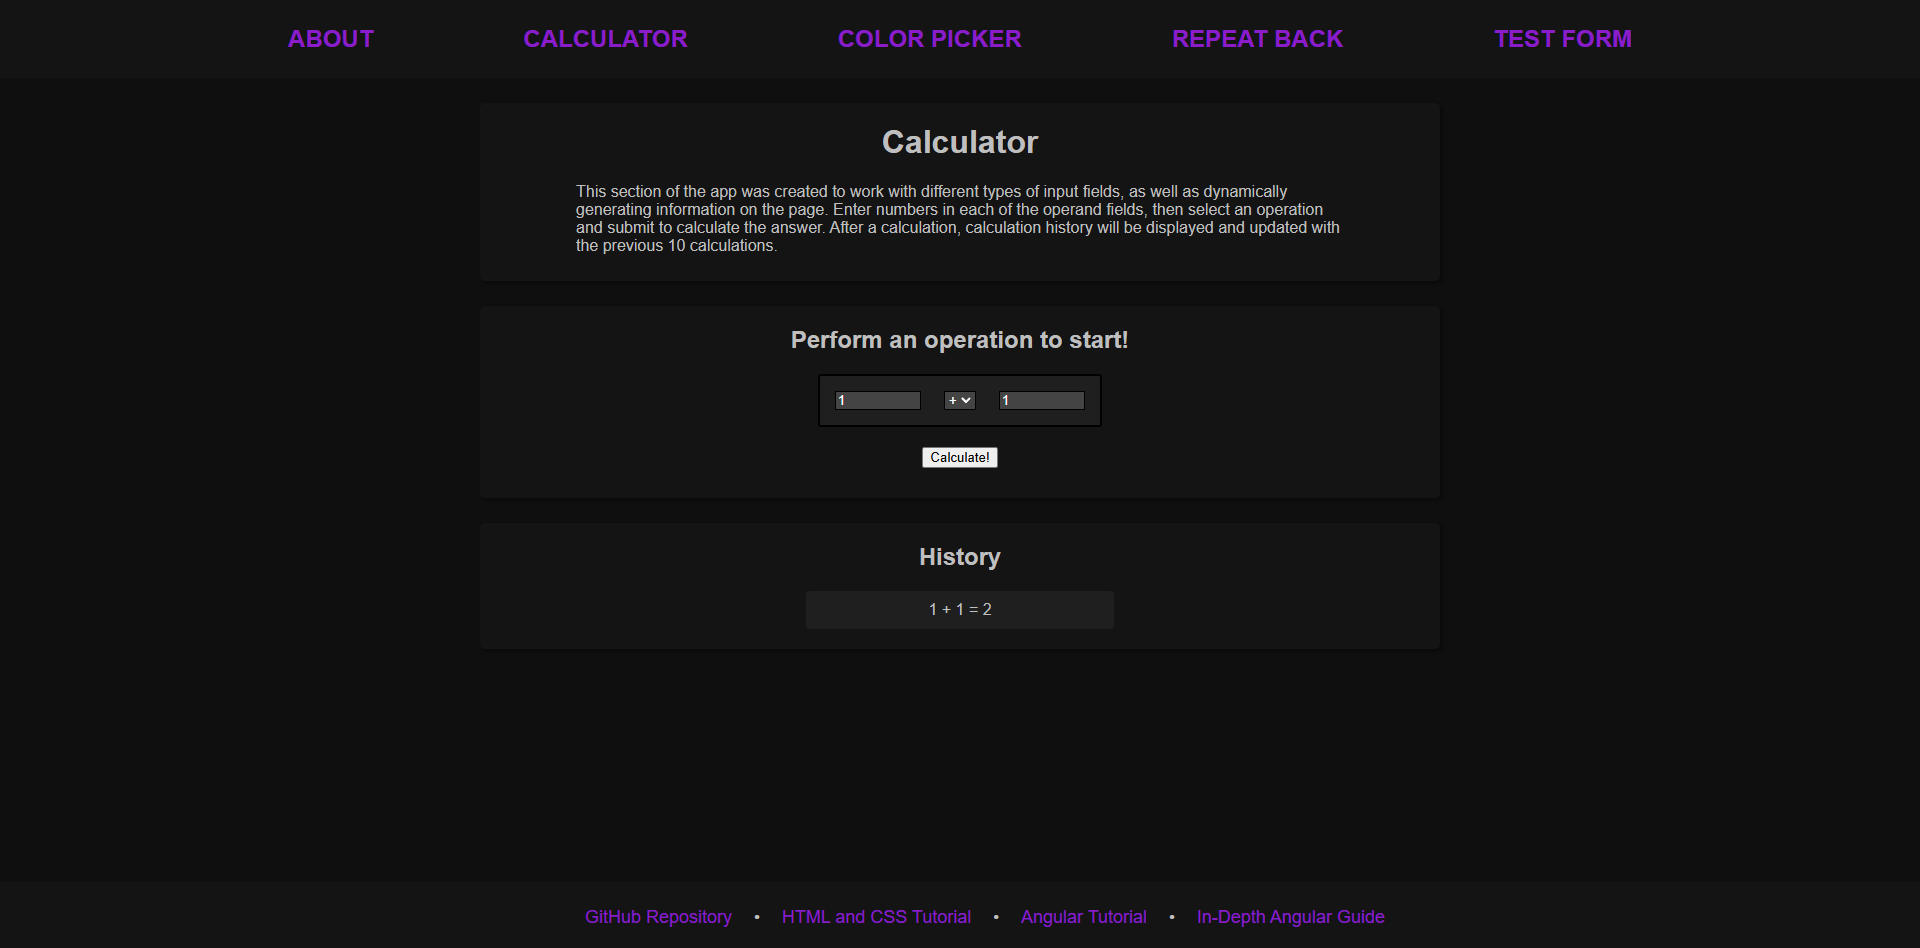 ABOUT CALCULATOR COLOR PICKER REPEAT BACK TEST FORM
Calculator
This section of the app was created to work with different types of input fields, as well as dynamically
generating information on the page. Enter numbers in each of the operand fields, then select an operation
and submit to calculate the answer. After a calculation, calculation history will be displayed and updated with
the previous 10 calculations.
Perform an operation to start!
1 + 1
Calculate!
History
1 + 1 = 2
GitHub Repository • HTML and CSS Tutorial • Angular Tutorial • In-Depth Angular Guide